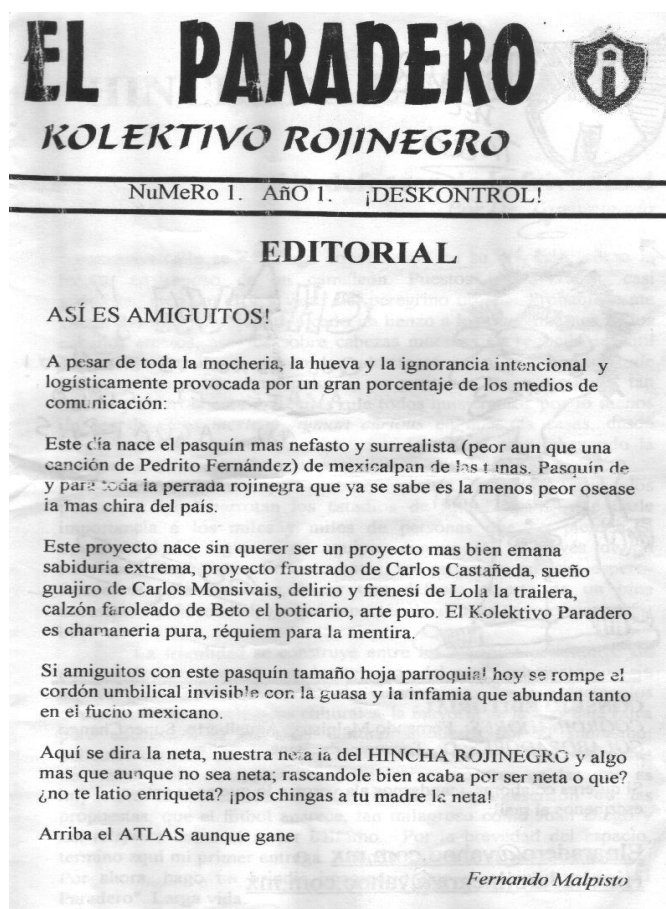 EL PARADERO
KOLEKTIVO ROJINEGRO
NuMeRo 1. AñO 1. ¡DESKONTROL!
EDITORIAL
ASÍ ES AMIGUITOS!
A pesar de toda la mocheria, la hueva y la ignorancia intencional y
logísticamente provocada por un gran porcentaje de los medios de
comunicación:
Este día nace el pasquín mas nefasto y surrealista (peor aun que una
canción de Pedrito Fernández) de mexicalpan de las tunas. Pasquín de
y para toda la perrada rojinegra que ya se sabe es la menos peor osease
la mas chira del país.
Este proyecto nace sin querer ser un proyecto mas bien emana
sabiduría extrema, proyecto frustrado de Carlos Castañeda, sueño
guajiro de Carlos Monsivais, delirio y frenesí de Lola la trailera,
calzón faroleado de Beto el boticario, arte puro. El Kolektivo Paradero
es chamaneria pura, réquiem para la mentira.
Si amiguitos con este pasquín tamaño hoja parroquial hoy se rompe el
cordón umbilical invisible con la guasa y la infamia que abundan tanto
en el fucho mexicano.
Aquí se dira la neta, nuestra neta la del HINCHA ROJINEGRO y algo
mas que aunque no sea neta; rascandole bien acaba por ser neta o que?
¿no te latio enriqueta? ¡pos chingas a tu madre la neta!
Arriba el ATLAS aunque gane
Fernando Malpisto